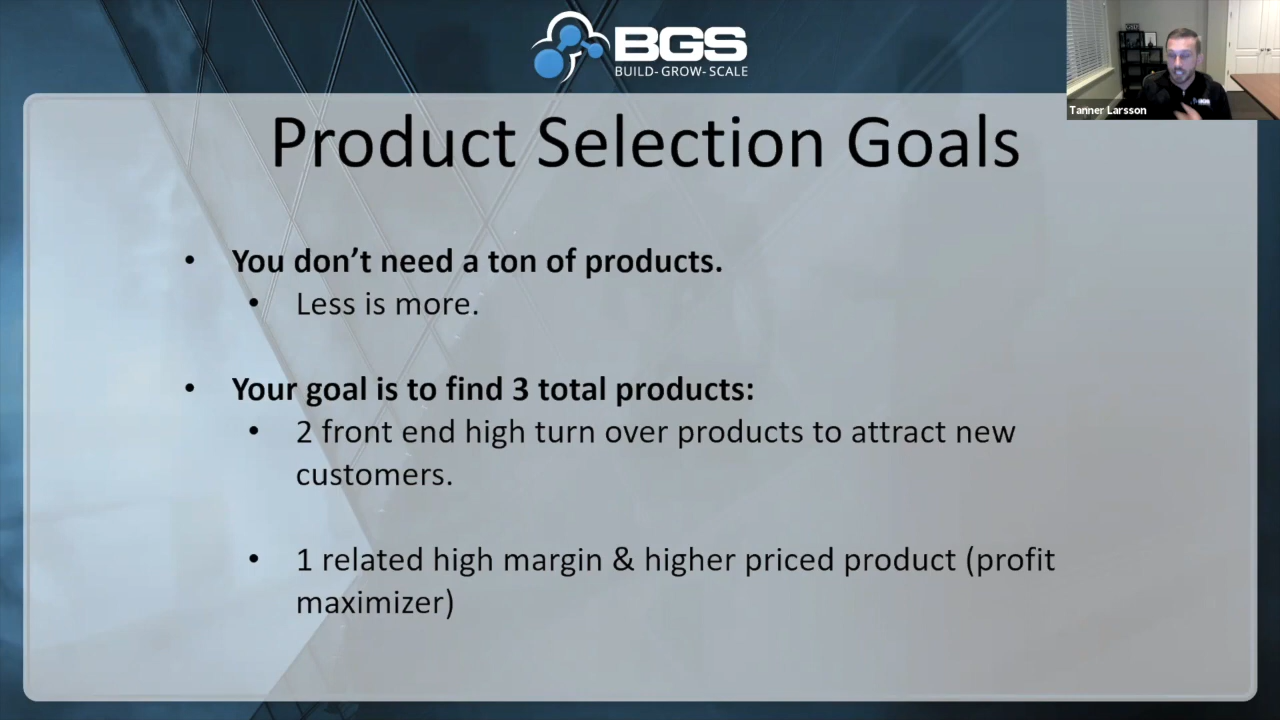 BGS
BUILD-GROW-SCALE
Tanner Larsson
BGS
Product Selection Goals
• You don’t need a ton of products.
• Less is more.
• Your goal is to find 3 total products:
• 2 front end high turn over products to attract new
customers.
• 1 related high margin & higher priced product (profit
maximizer)